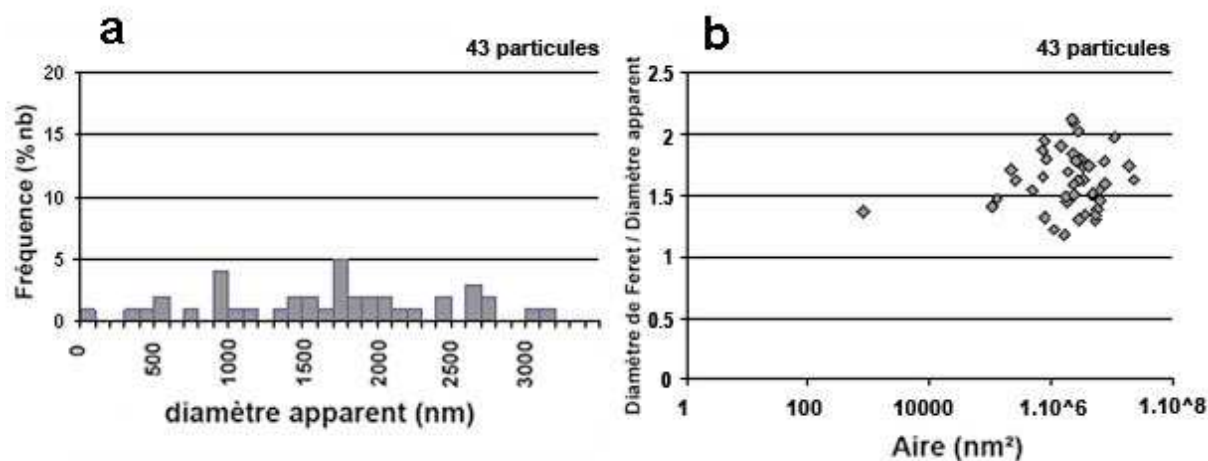 a
43 particules
20
15
10
5
0
Fréquence (% nb)
0
500
1000
1500
2000
2500
3000
diamètre apparent (nm)
b
43 particules
2.5
2
1.5
1
0.5
0
Diamètre de Feret / Diamètre apparent
1
100
10000
1.10^6
1.10^8
Aire (nm²)